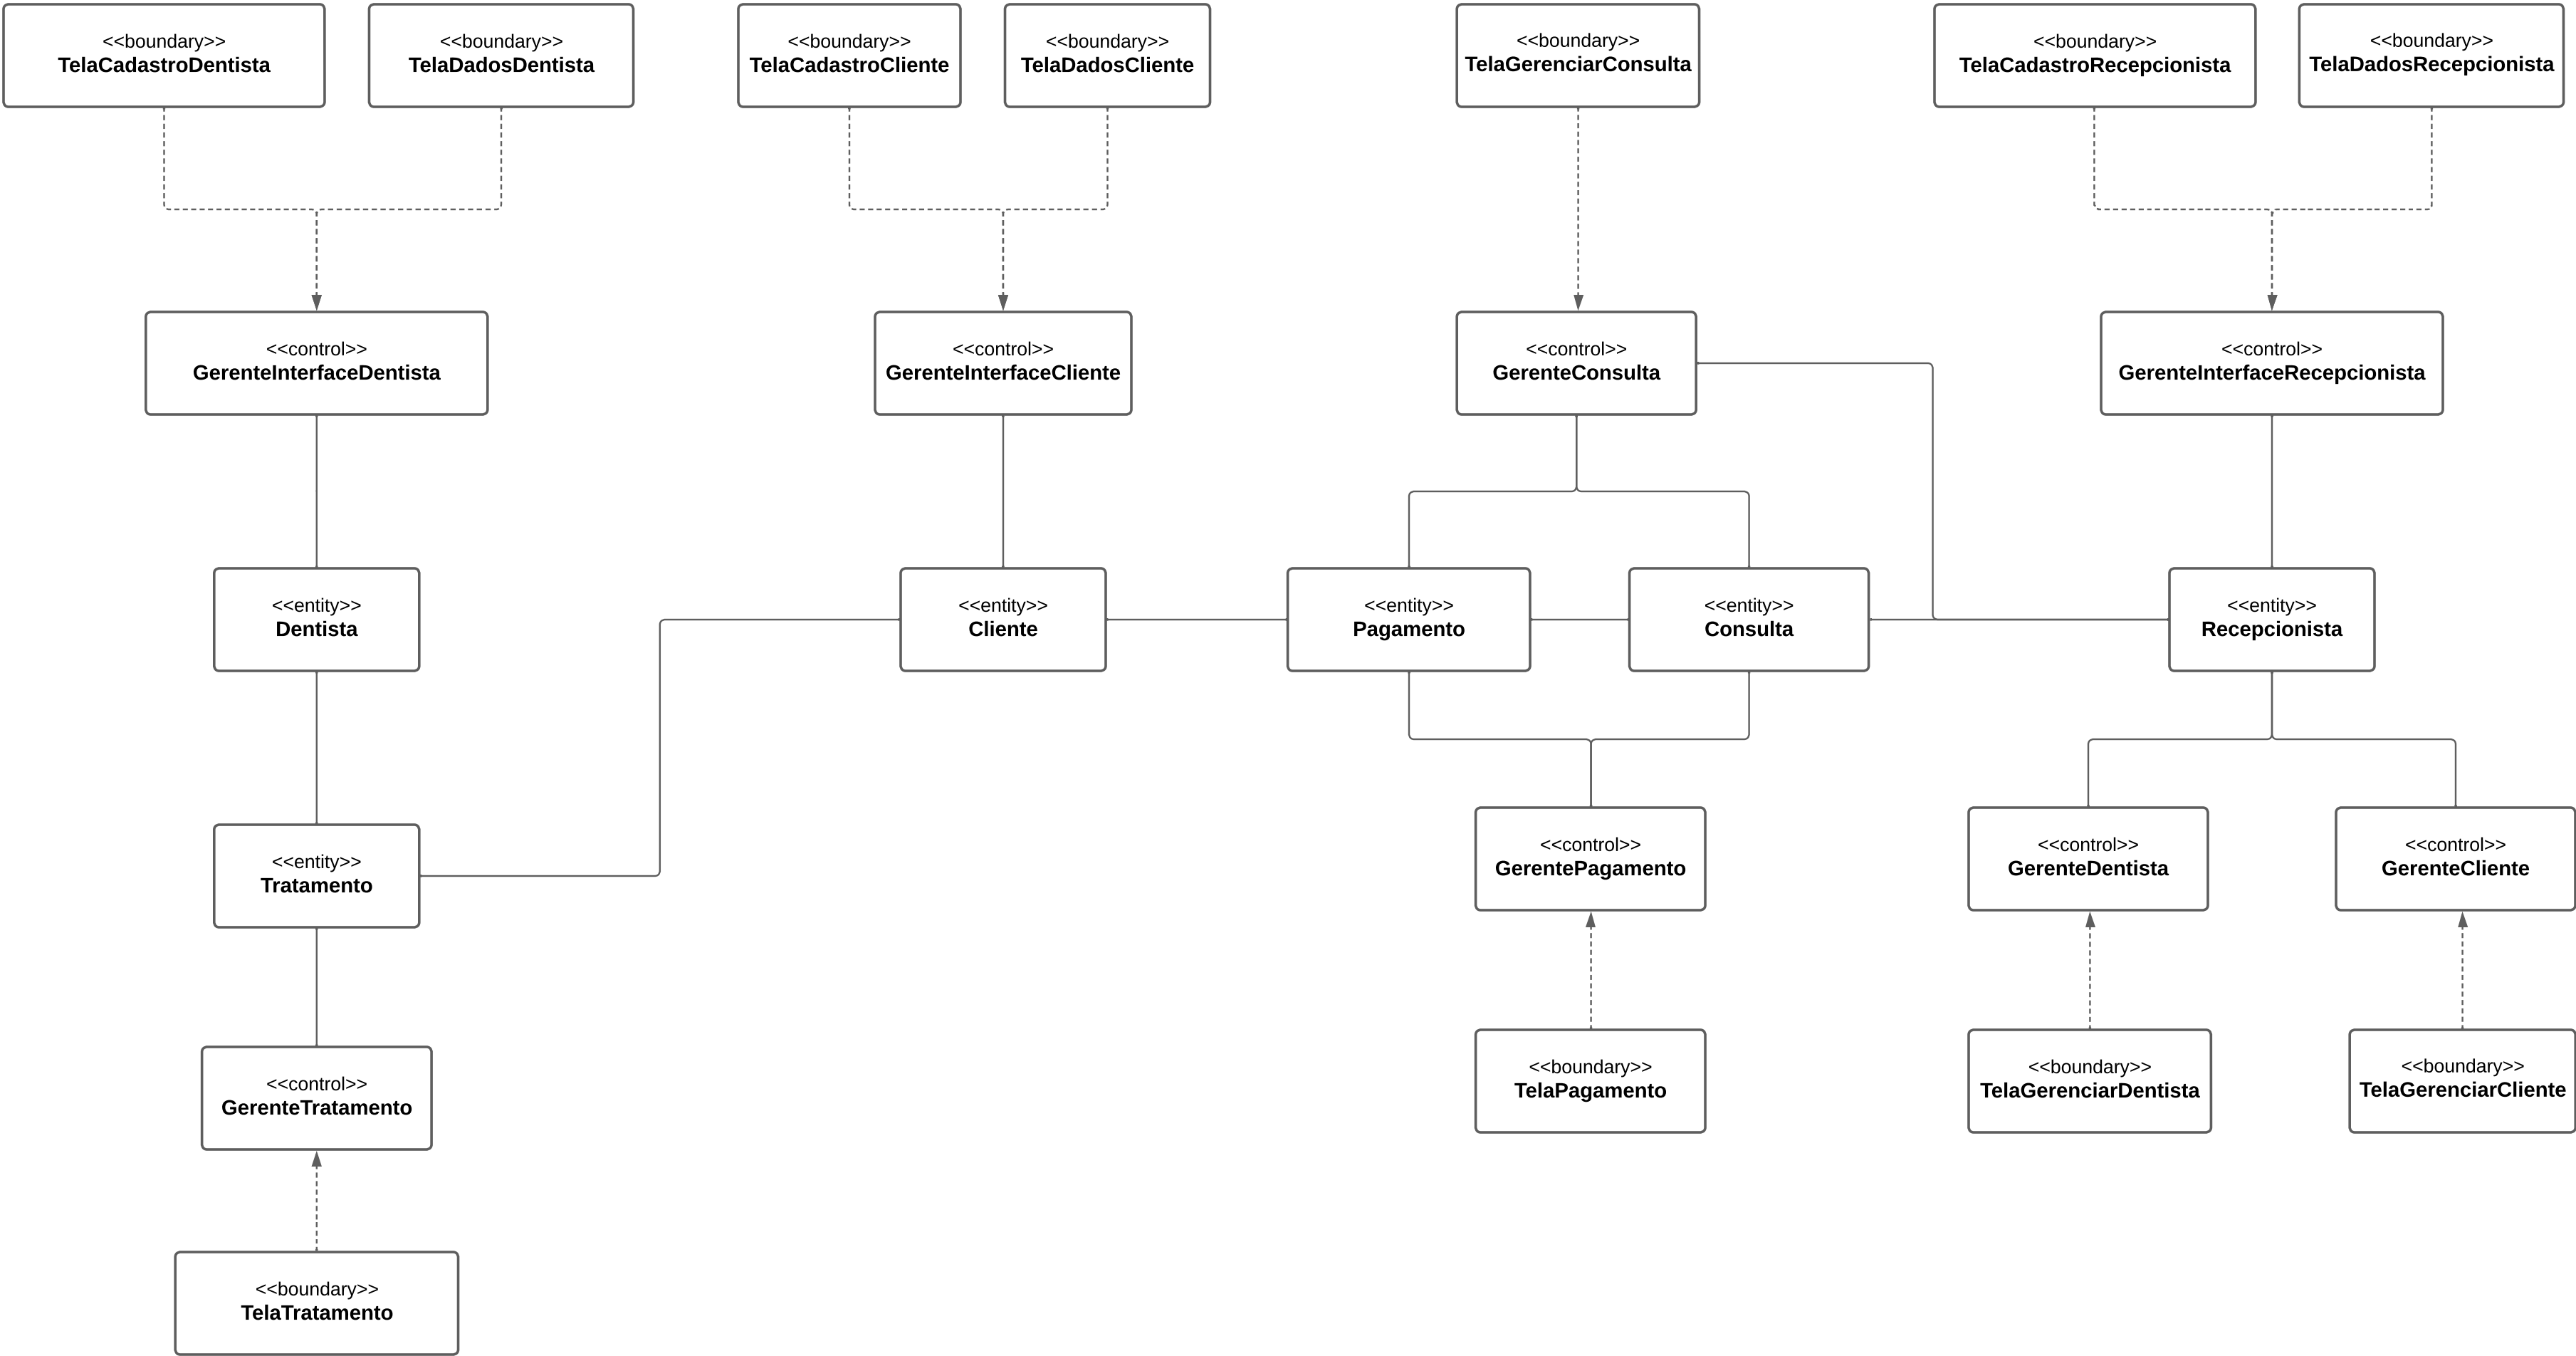 <<boundary>>
TelaCadastroDentista
<<boundary>>
TelaDadosDentista
<<boundary>>
TelaCadastroCliente
<<boundary>>
TelaDadosCliente
<<boundary>>
TelaGerenciarConsulta
<<boundary>>
TelaCadastroRecepcionista
<<boundary>>
TelaDadosRecepcionista
<<control>>
GerenteInterfaceDentista
<<control>>
GerenteInterfaceCliente
<<control>>
GerenteConsulta
<<control>>
GerenteInterfaceRecepcionista
<<entity>>
Dentista
<<entity>>
Cliente
<<entity>>
Pagamento
<<entity>>
Consulta
<<entity>>
Recepcionista
<<entity>>
Tratamento
<<control>>
GerentePagamento
<<control>>
GerenteDentista
<<control>>
GerenteCliente
<<control>>
GerenteTratamento
<<boundary>>
TelaPagamento
<<boundary>>
TelaGerenciarDentista
<<boundary>>
TelaGerenciarCliente
<<boundary>>
TelaTratamento